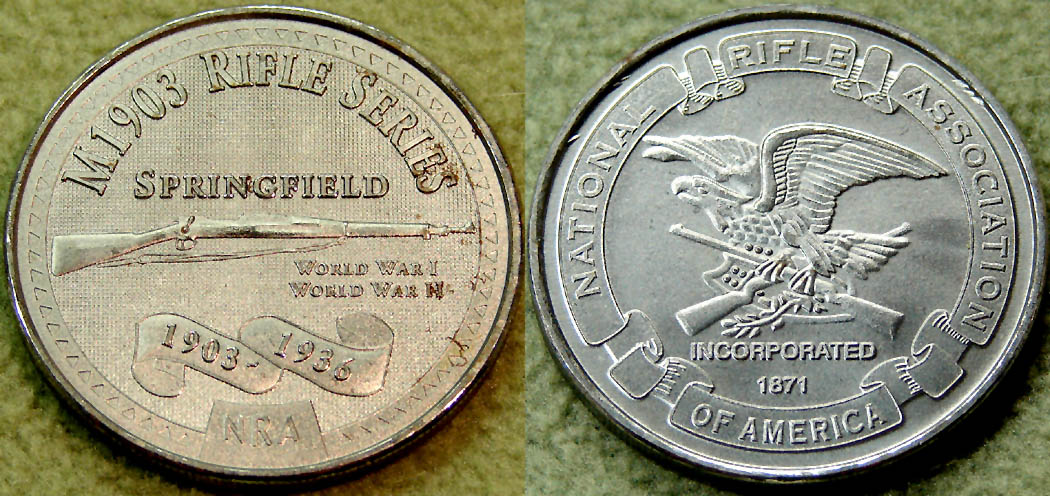 M1903 RIFLE SERIES
SPRINGFIELD
WORLD WAR I
WORLD WAR II
1903-1936
NRA
NATIONAL RIFLE ASSOCIATION
INCORPORATED
1871
OF AMERICA